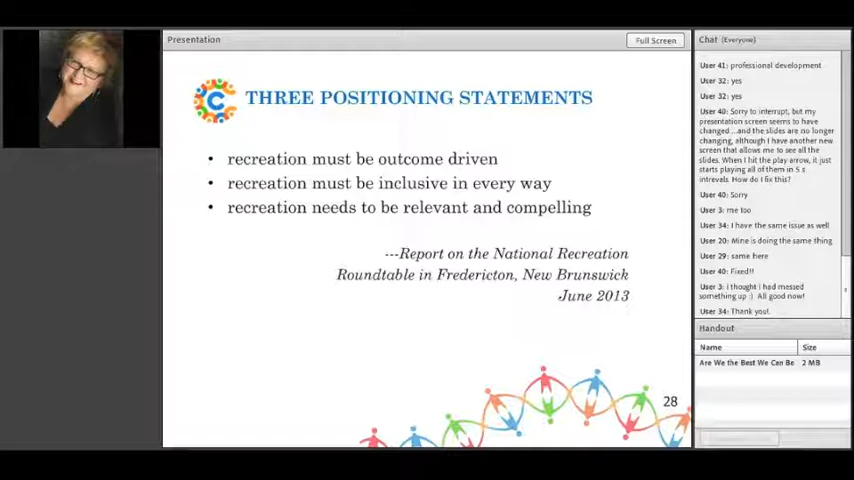 Presentation
Full Screen
THREE POSITIONING STATEMENTS
• recreation must be outcome driven
• recreation must be inclusive in every way
• recreation needs to be relevant and compelling
---Report on the National Recreation
Roundtable in Fredericton, New Brunswick
June 2013
28
Chat (Everyone)
User 41: professional development
User 32: yes
User 32: yes
User 40: Sorry to interrupt, but my
presentation screen seems to have
changed...and the slides are no longer
changing, although I have another new
screen that allows me to see all the
slides. When I hit the play arrow, it just
starts playing all of them in 5 s
intrevals. How do I fix this?
User 40: Sorry
User 3: me too
User 34: I have the same issue as well
User 20: Mine is doing the same thing
User 29: same here
User 40: Fixed!!
User 3: i thought I had messed
something up :) All good now!
User 34: Thank you!
Handout
Name Size
Are We the Best We Can Be 2 MB